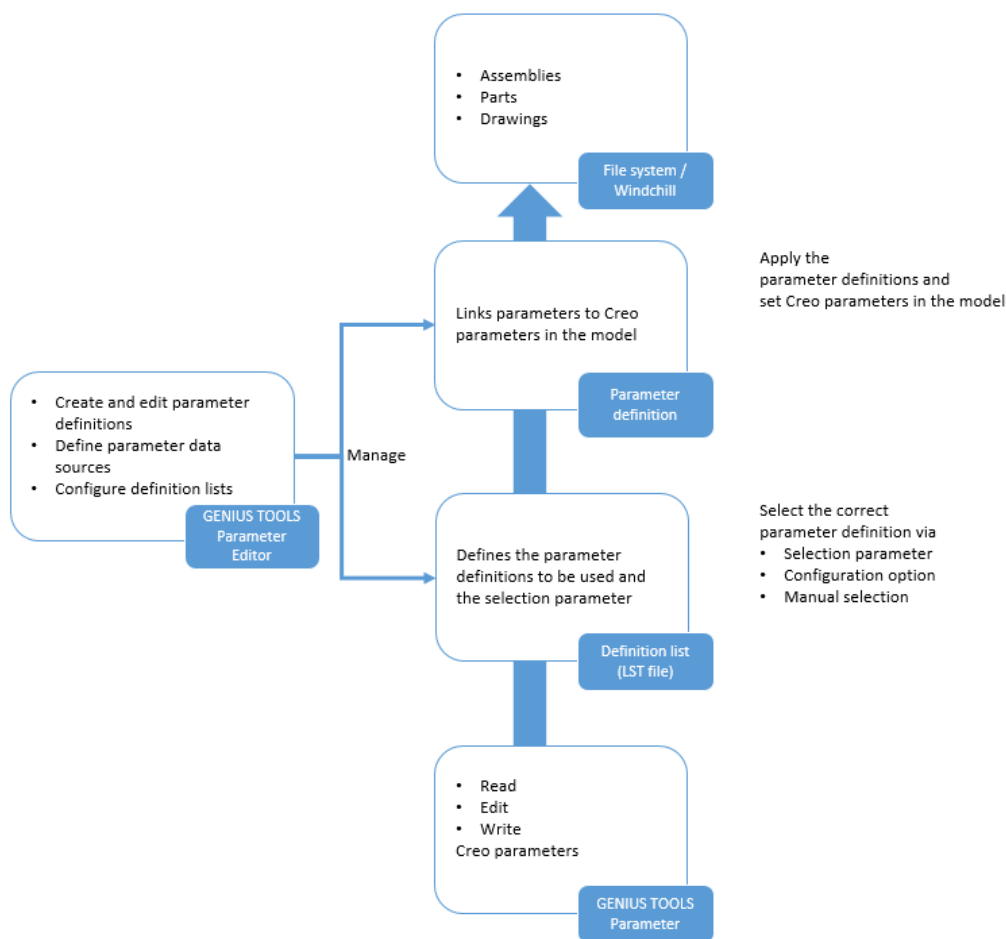 • Assemblies
• Parts
• Drawings
File system /
Windchill
Links parameters to Creo
parameters in the model
Parameter
definition
Apply the
parameter definitions and
set Creo parameters in the model
• Create and edit parameter
definitions
• Define parameter data
sources
• Configure definition lists
GENIUS TOOLS
Parameter
Editor
Manage
Defines the parameter
definitions to be used and
the selection parameter
Definition list
(LST file)
Select the correct
parameter definition via
• Selection parameter
• Configuration option
• Manual selection
• Read
• Edit
• Write
Creo parameters
GENIUS TOOLS
Parameter